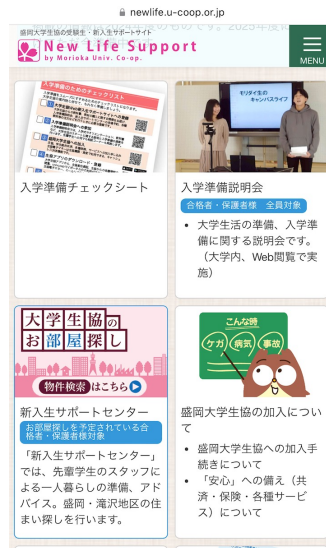 newlife.u-coop.or.jp
盛岡大学生協の受験生・新入生サポートサイト
New Life Support
by Morioka Univ. Co-op.
MENU
入学準備のためのチェックリスト
モリダイ生の
キャンパスライフ
入学準備チェックシート
入学準備説明会
合格者・保護者様　全員対象
• 大学生活の準備、入学準
備に関する説明会です。
（大学内、Web閲覧で実
施）
大学生協の
お部屋探し
物件検索はこちら
新入生サポートセンター
お部屋探しを予定されている合
格者・保護者様対象
「新入生サポートセンター」
では、先輩学生のスタッフに
よる一人暮らしの準備、アド
バイス。盛岡・滝沢地区の住
まい探しを行います。
こんな時
ケガ 病気 事故
盛岡大学生協の加入につい
て
• 盛岡大学生協への加入手
続きについて
• 「安心」への備え（共
済・保険・各種サービ
ス）について